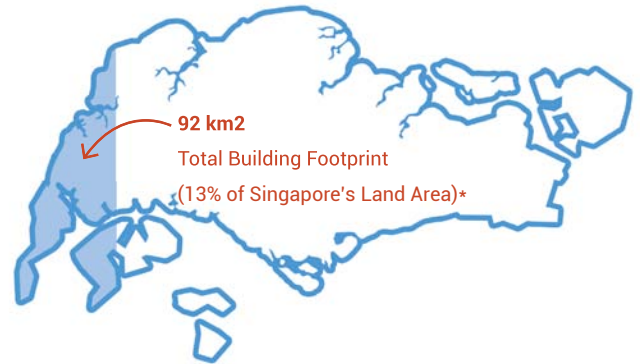 92 km2
Total Building Footprint
(13% of Singapore's Land Area)*